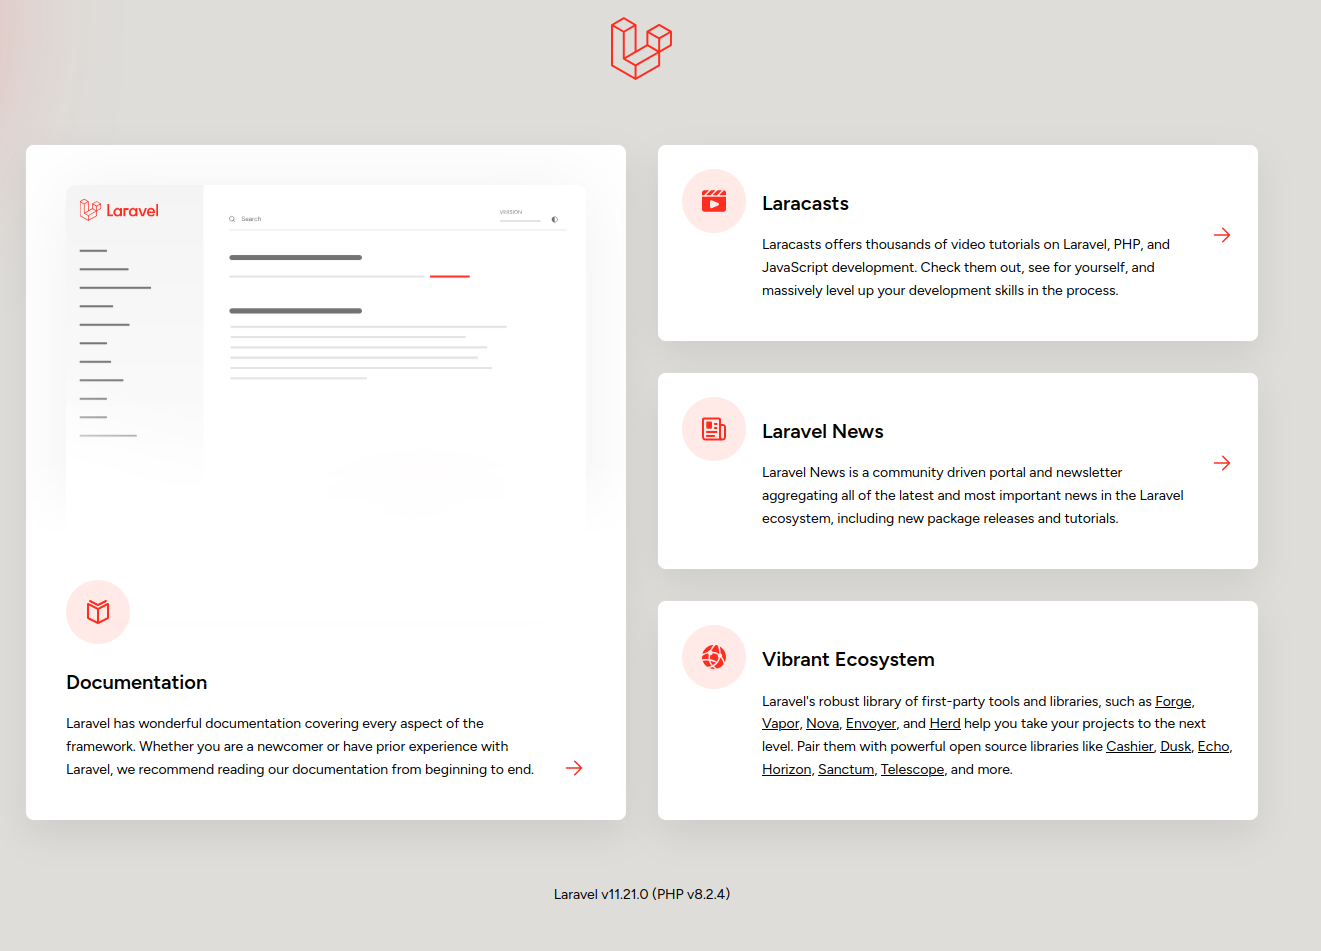 Laravel
Search
VERSION
Documentation
Laravel has wonderful documentation covering every aspect of the
framework. Whether you are a newcomer or have prior experience with
Laravel, we recommend reading our documentation from beginning to end.
Laracasts
Laracasts offers thousands of video tutorials on Laravel, PHP, and
JavaScript development. Check them out, see for yourself, and
massively level up your development skills in the process.
Laravel News
Laravel News is a community driven portal and newsletter
aggregating all of the latest and most important news in the Laravel
ecosystem, including new package releases and tutorials.
Vibrant Ecosystem
Laravel's robust library of first-party tools and libraries, such as Forge,
Vapor, Nova, Envoyer, and Herd help you take your projects to the next
level. Pair them with powerful open source libraries like Cashier, Dusk, Echo,
Horizon, Sanctum, Telescope, and more.
Laravel v11.21.0 (PHP v8.2.4)